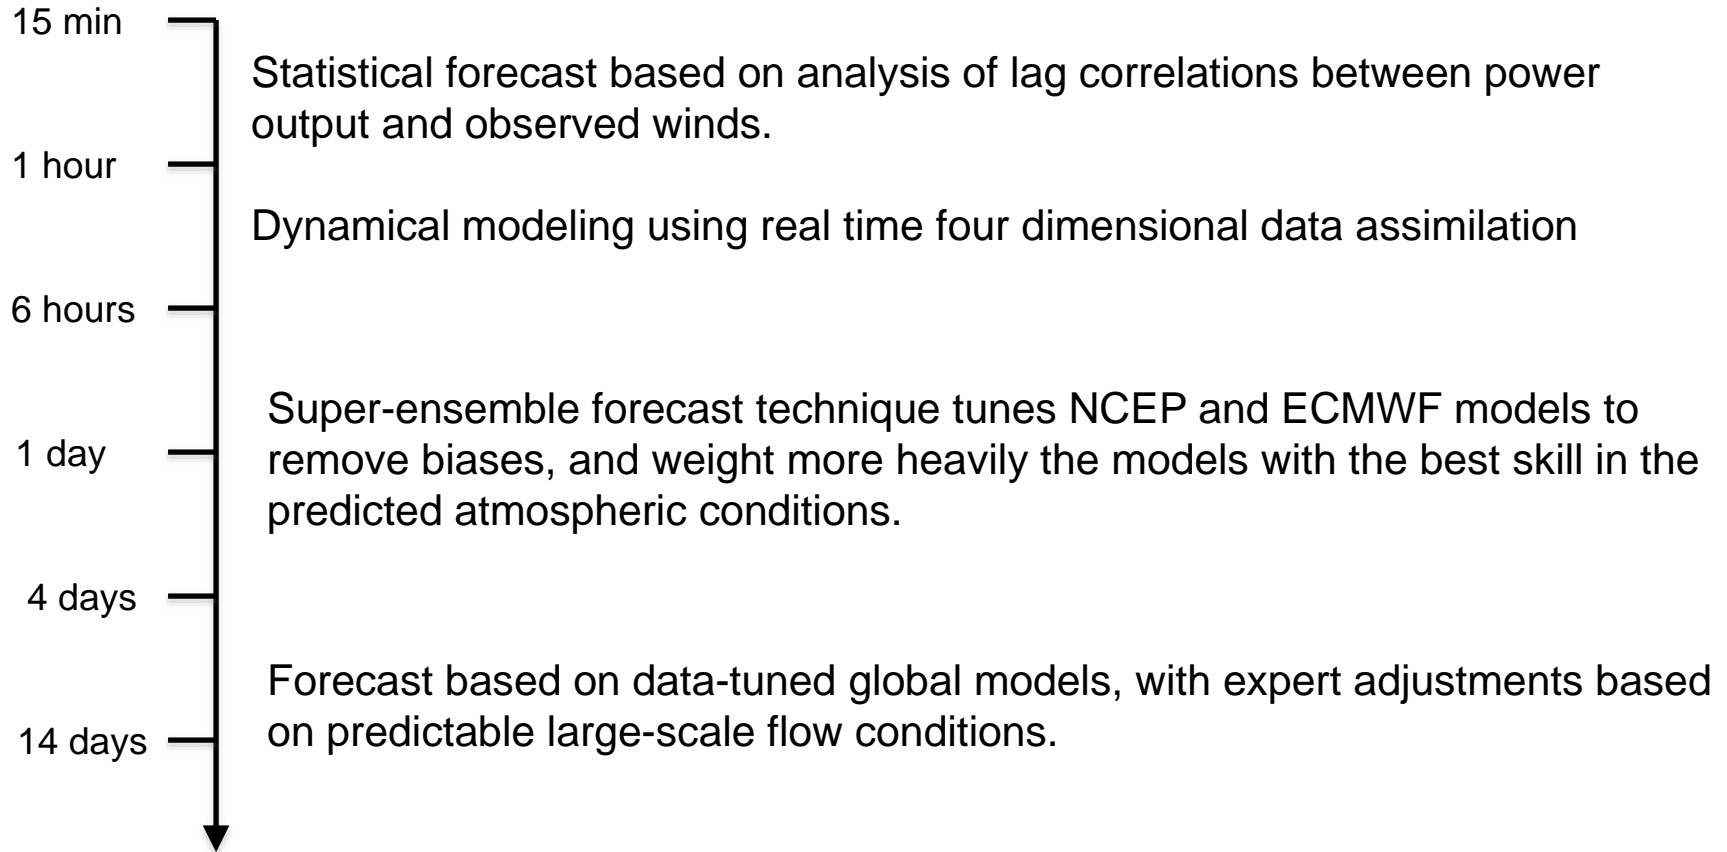 15 min
Statistical forecast based on analysis of lag correlations between power
output and observed winds.
1 hour
Dynamical modeling using real time four dimensional data assimilation
6 hours
Super-ensemble forecast technique tunes NCEP and ECMWF models to
1 day
remove biases, and weight more heavily the models with the best skill in the
predicted atmospheric conditions.
4 days
Forecast based on data-tuned global models, with expert adjustments based
14 days
on predictable large-scale flow conditions.